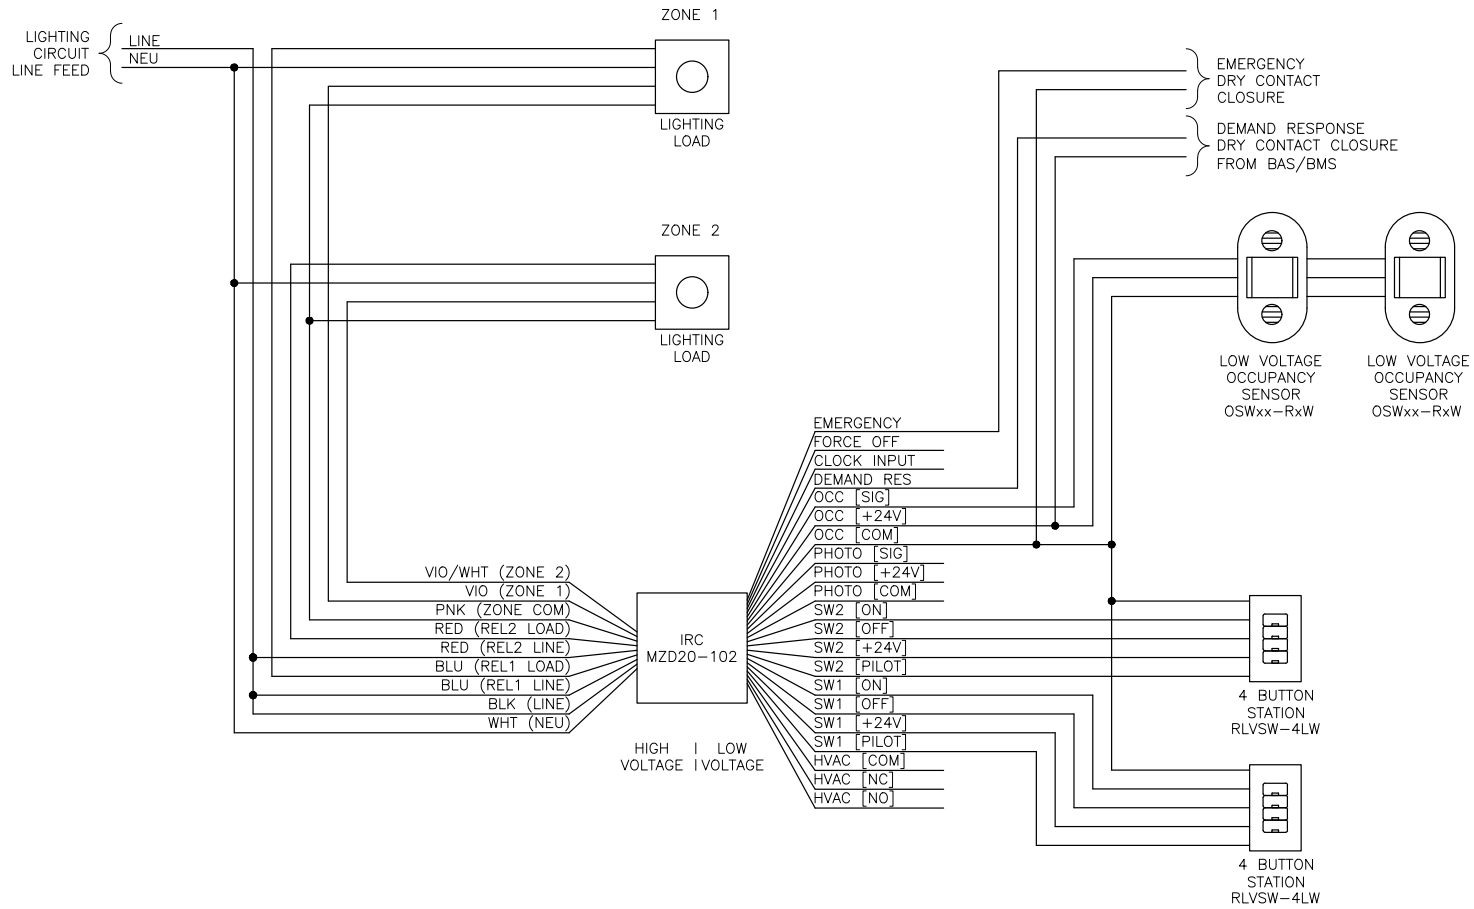 ZONE 1
LIGHTING
CIRCUIT
LINE FEED
LINE
NEU
LIGHTING
LOAD
ZONE 2
LIGHTING
LOAD
EMERGENCY
DRY CONTACT
CLOSURE
DEMAND RESPONSE
DRY CONTACT CLOSURE
FROM BAS/BMS
LOW VOLTAGE
OCCUPANCY
SENSOR
OSWxx-RxW
LOW VOLTAGE
OCCUPANCY
SENSOR
OSWxx-RxW
EMERGENCY
FORCE OFF
CLOCK INPUT
DEMAND RES
OCC [SIG]
OCC [+24V]
OCC [COM]
PHOTO [SIG]
PHOTO [+24V]
PHOTO [COM]
SW2 [ON]
SW2 [OFF]
SW2 [+24V]
SW2 [PILOT]
SW1 [ON]
SW1 [OFF]
SW1 [+24V]
SW1 [PILOT]
HVAC [COM]
HVAC [NC]
HVAC [NO]
VIO/WHT (ZONE 2)
VIO (ZONE 1)
PNK (ZONE COM)
RED (REL2 LOAD)
RED (REL2 LINE)
BLU (REL1 LOAD)
BLU (REL1 LINE)
BLK (LINE)
WHT (NEU)
IRC
MZD20-102
HIGH | LOW
VOLTAGE | VOLTAGE
4 BUTTON
STATION
RLVSW-4LW
4 BUTTON
STATION
RLVSW-4LW